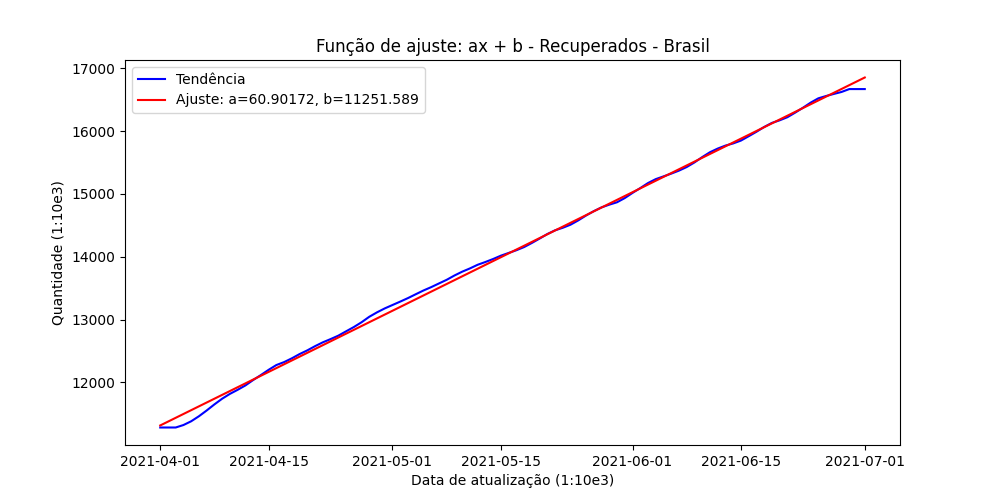 Função de ajuste: ax + b - Recuperados - Brasil
Tendência
Ajuste: a=60.90172, b=11251.589
17000
16000
15000
14000
13000
12000
Quantidade (1:10e3)
2021-04-01
2021-04-15
2021-05-01
2021-05-15
2021-06-01
2021-06-15
2021-07-01
Data de atualização (1:10e3)